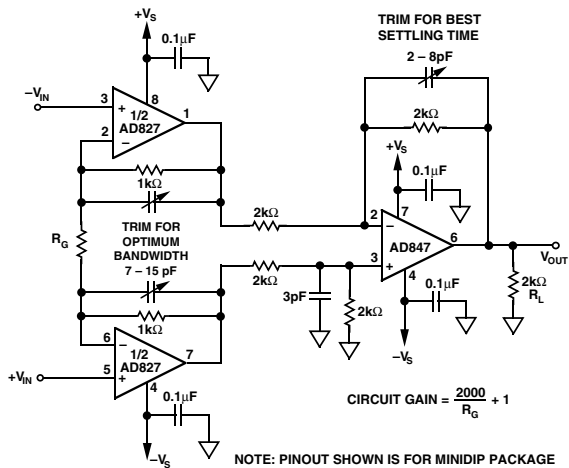 +VS
0.1µF
–VIN
3
+
8
1/2
AD827
1
2
–
1kΩ
RG
TRIM FOR
OPTIMUM
BANDWIDTH
7 – 15 pF
1kΩ
6
–
1/2
AD827
7
+VIN
5
+
4
0.1µF
–VS
TRIM FOR BEST
SETTLING TIME
2 – 8pF
2kΩ
+VS
0.1µF
2kΩ
2
–
7
AD847
6
VOUT
3
+
4
2kΩ
3pF
2kΩ
0.1µF
2kΩ
RL
–VS
CIRCUIT GAIN = 2000 / RG + 1
NOTE: PINOUT SHOWN IS FOR MINIDIP PACKAGE